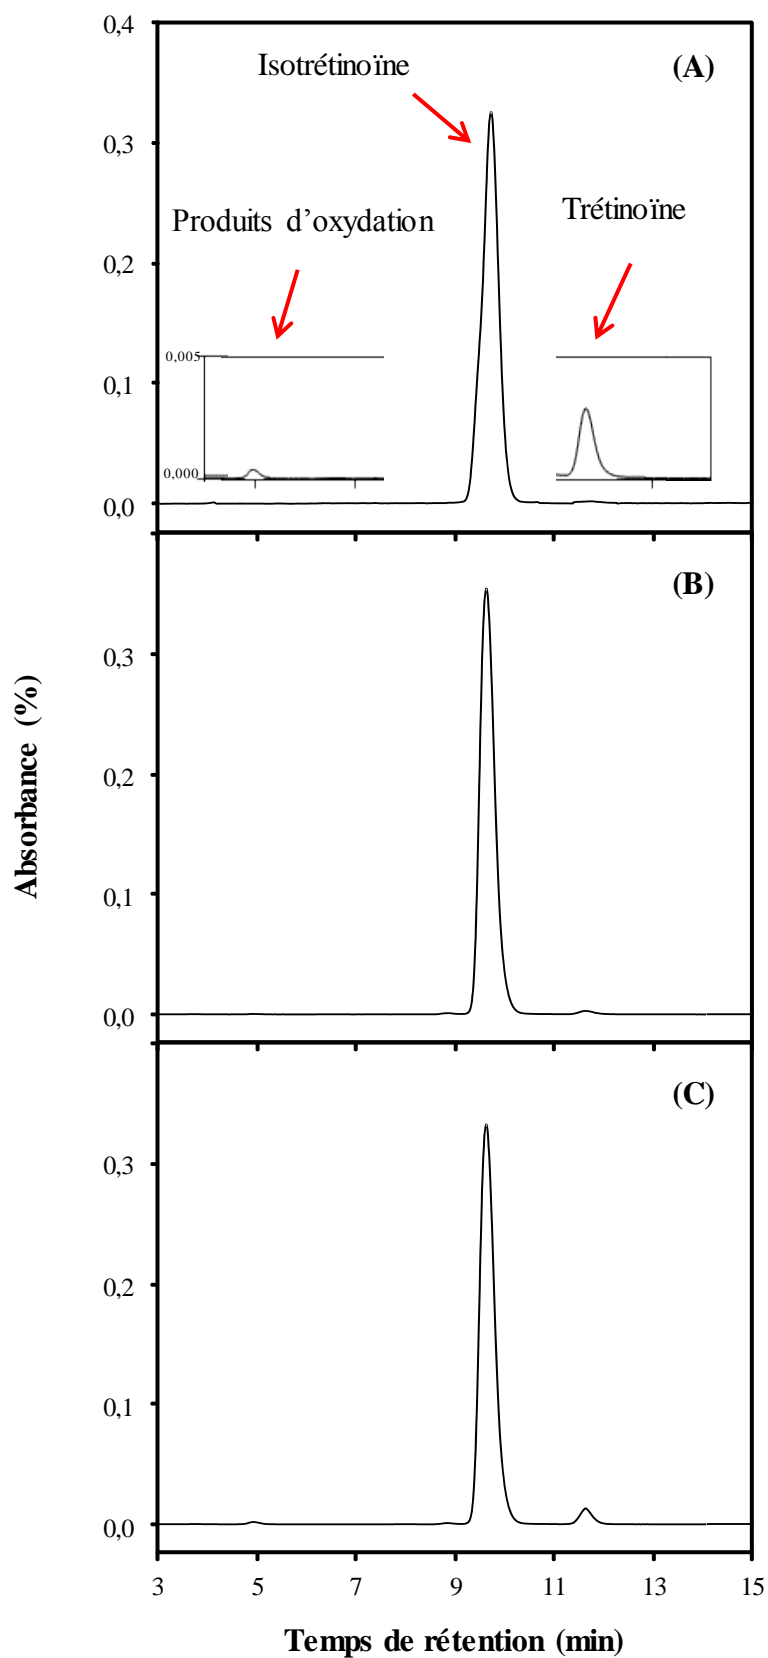 0,4
Isotrétinoïne
(A)
0,3
Produits d’oxydation
Trétinoïne
0,2
0,005
0,1
0,000
0,0
(B)
0,3
0,2
0,1
0,0
(C)
0,3
0,2
0,1
0,0
Absorbance (%)
3 5 7 9 11 13 15
Temps de rétention (min)